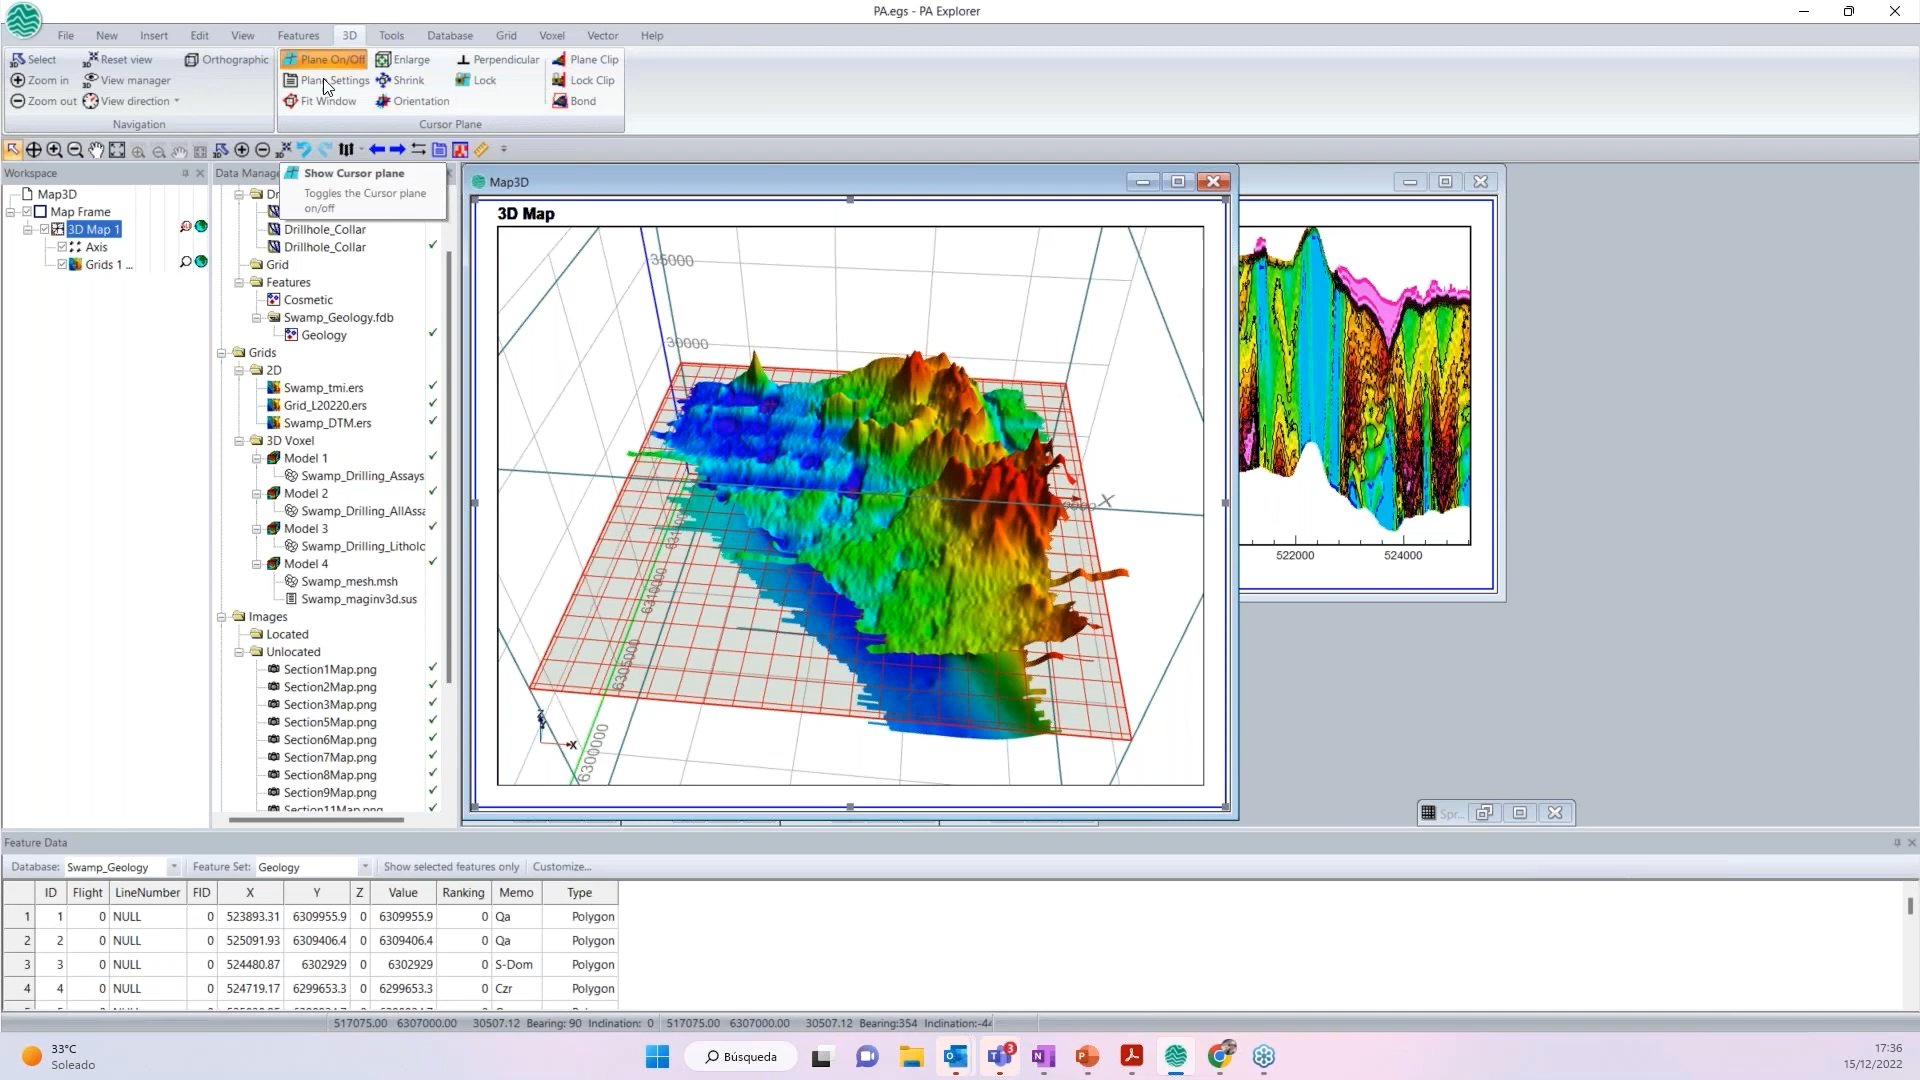 PA.egs - PA Explorer
File New Insert Edit View Features 3D Tools Database Grid Voxel Vector Help
Select Reset view Orthographic Plane On/Off Enlarge Perpendicular Plane Clip
Zoom in View manager Plane Settings Shrink Lock Lock Clip
Zoom out View direction Fit Window Orientation Bond
Navigation Cursor Plane
Workspace
Map3D
Map Frame
3D Map 1
Axis
Grids 1 ...
Show Cursor plane
Toggles the Cursor plane
on/off
Drillhole_Collar
Drillhole_Collar
Grid
Features
Cosmetic
Swamp_Geology.fdb
Geology
Grids
2D
Swamp_tmi.ers
Grid_L20220.ers
Swamp_DTM.ers
3D Voxel
Model 1
Swamp_Drilling_Assays
Model 2
Swamp_Drilling_AllAssa
Model 3
Swamp_Drilling_Litholo
Model 4
Swamp_mesh.msh
Swamp_maginv3d.sus
Images
Located
Unlocated
Section1Map.png
Section2Map.png
Section3Map.png
Section5Map.png
Section6Map.png
Section7Map.png
Section8Map.png
Section9Map.png
Section11Map.png
Map3D
3D Map
35000
30000
6310000
6305000
6300000
X
X
522000 524000
Spr...
Feature Data
Database: Swamp_Geology Feature Set: Geology Show selected features only Customize...
ID Flight LineNumber FID X Y Z Value Ranking Memo Type
1 1 0 NULL 0 523893.31 6309955.9 0 6309955.9 0 Qa Polygon
2 2 0 NULL 0 525091.93 6309406.4 0 6309406.4 0 Qa Polygon
3 3 0 NULL 0 524480.87 6302929 0 6302929 0 S-Dom Polygon
4 4 0 NULL 0 524719.17 6299653.3 0 6299653.3 0 Czr Polygon
517075.00 6307000.00 30507.12 Bearing: 90 Inclination: 0 517075.00 6307000.00 30507.12 Bearing:354 Inclination:-44
33°C
Soleado
Búsqueda
3
17:36
15/12/2022